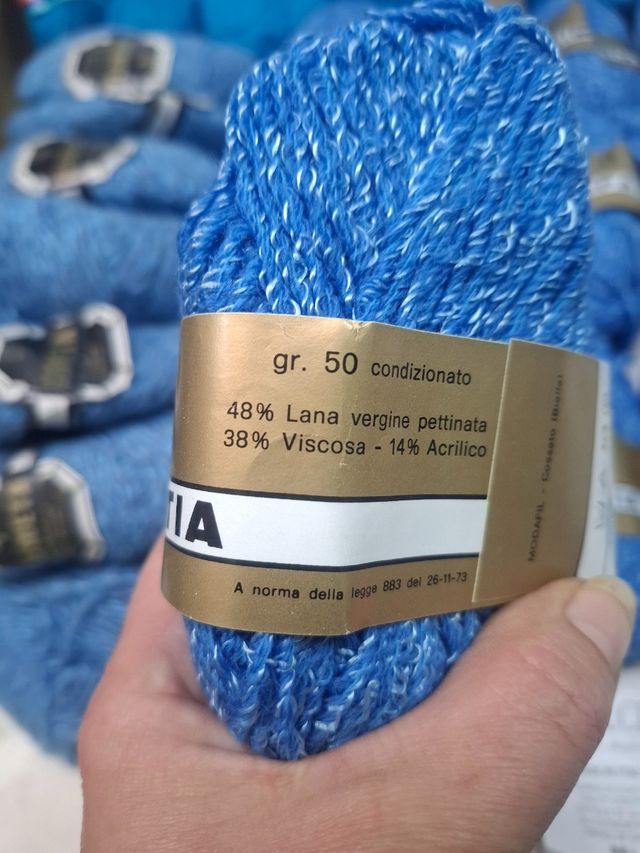 gr. 50 condizionato
48% Lana vergine pettinata
38% Viscosa - 14% Acrilico
TIA
A norma della legge 883 del 26-11-73
MODAFIL - Cossato (Biella)